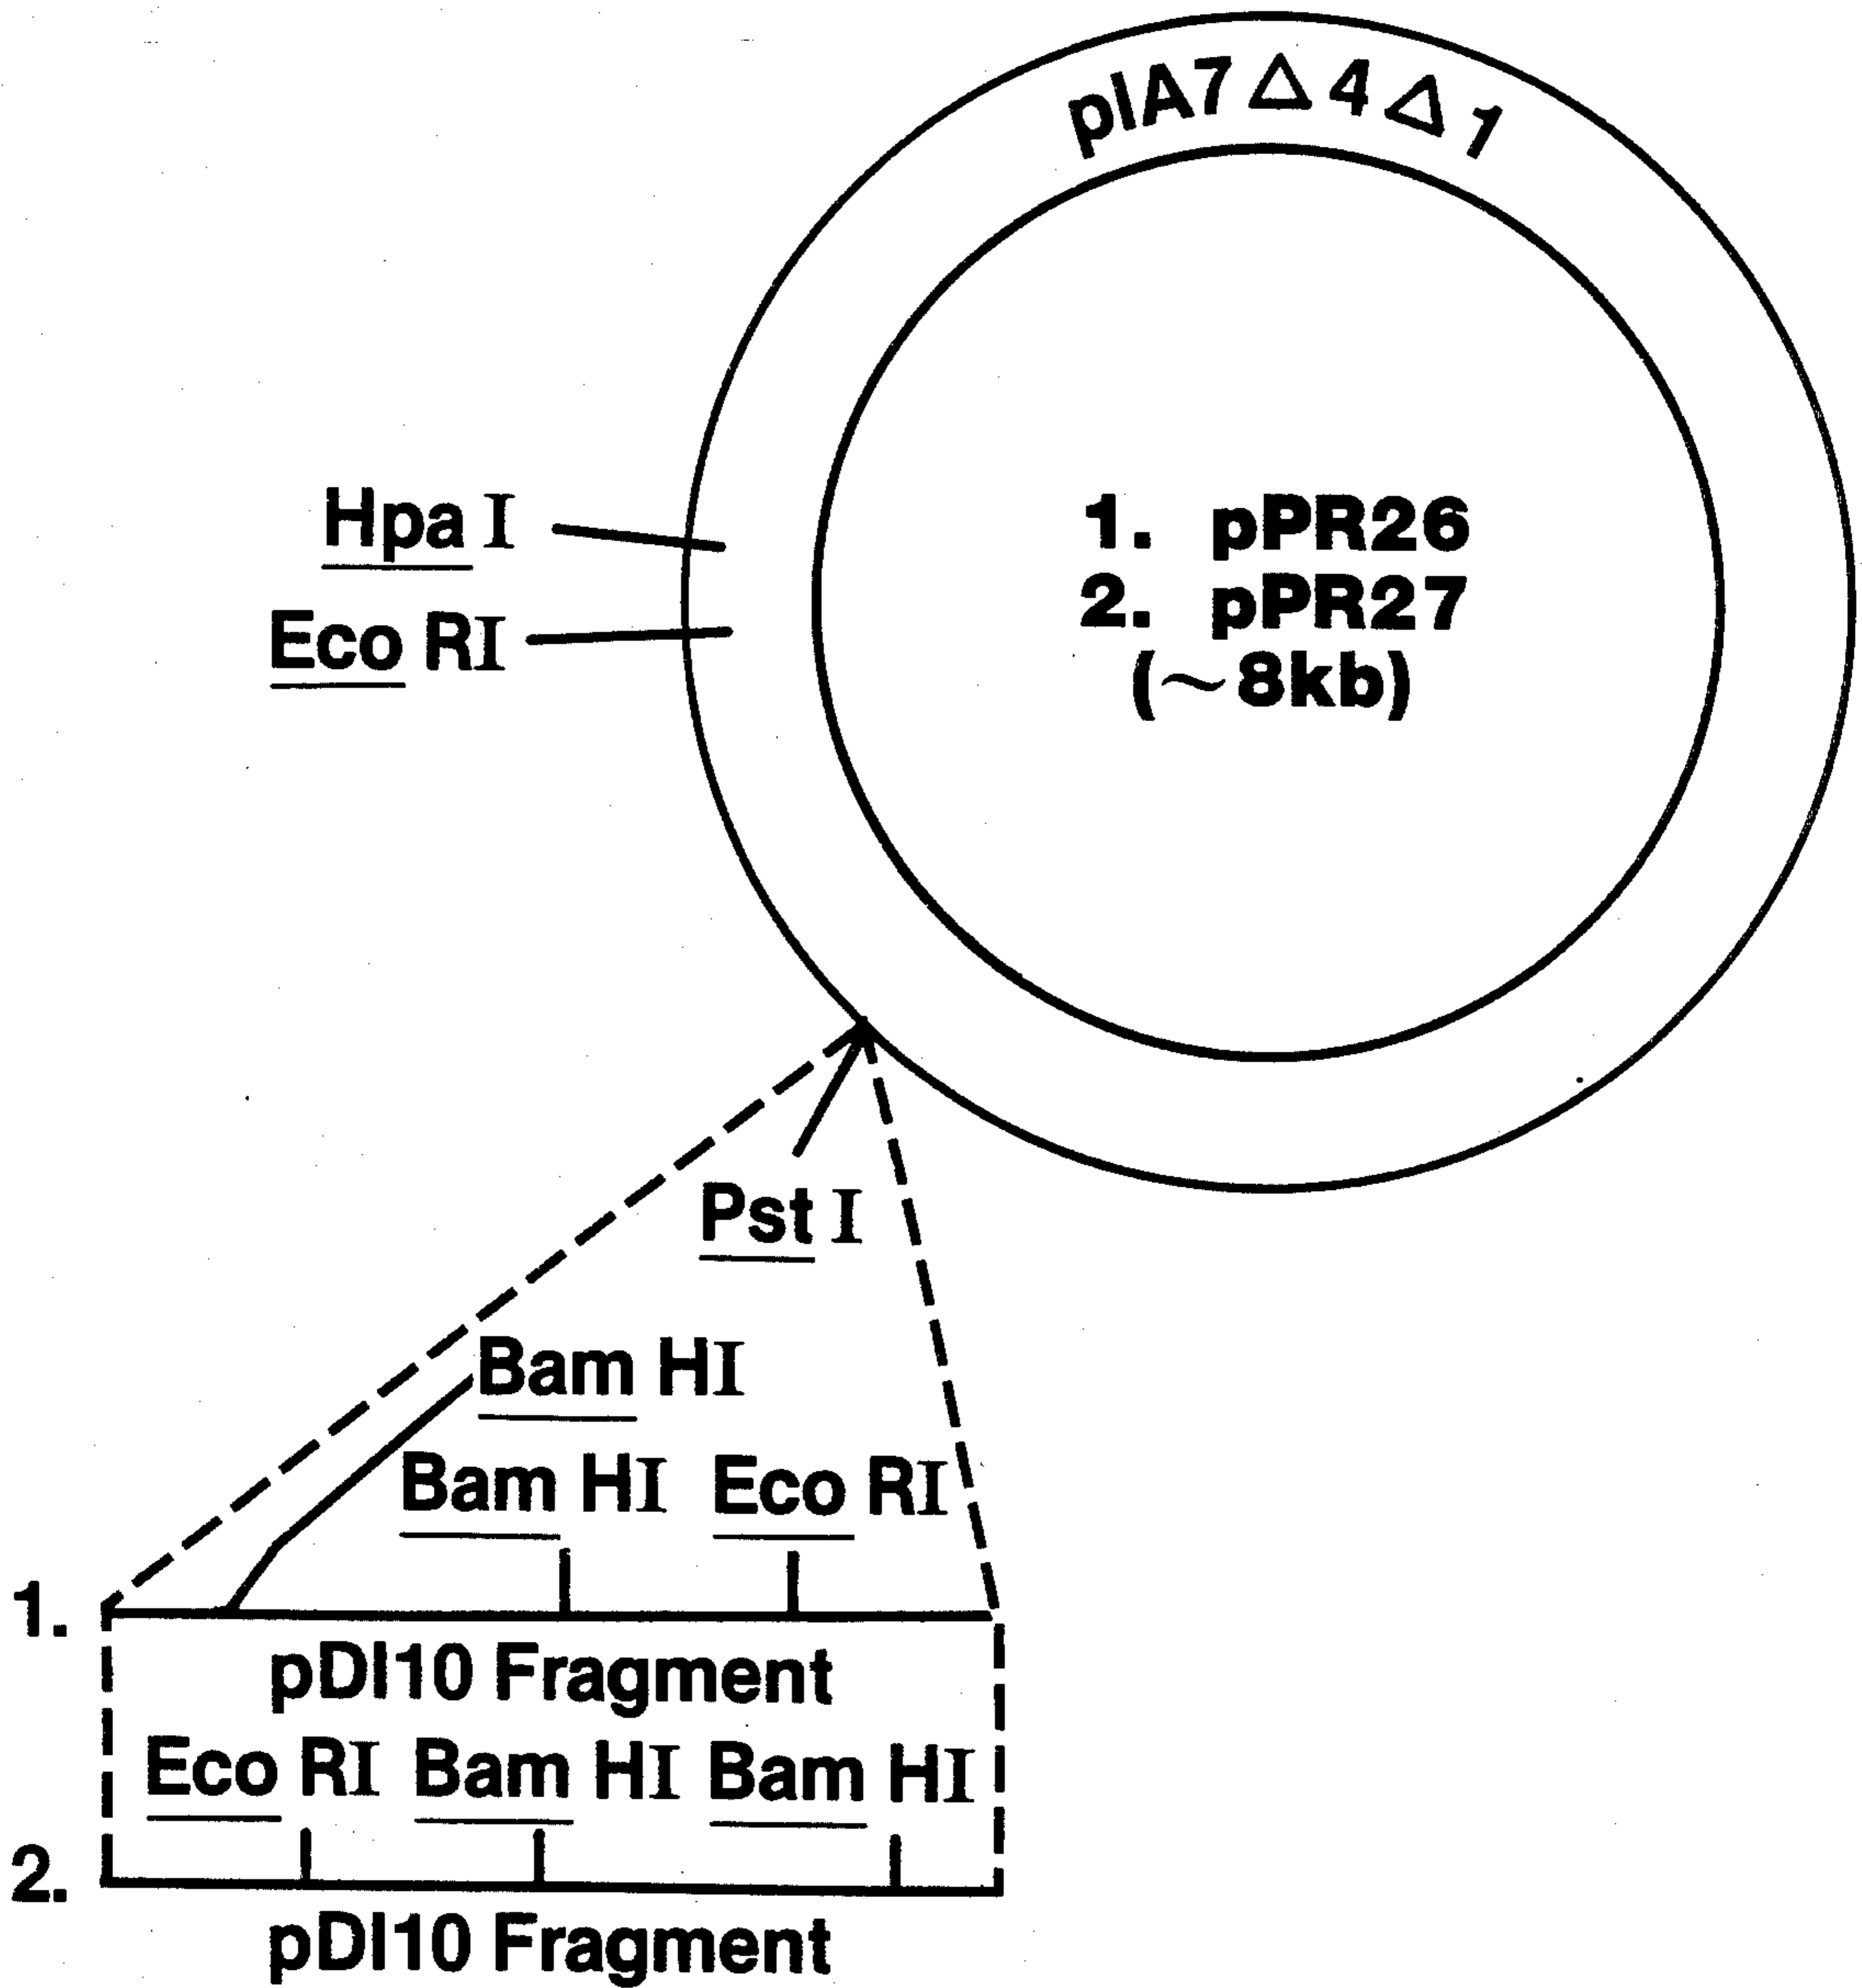 pIA7△4△1
Hpa I
Eco RI
1. pPR26
2. pPR27
(~8kb)
Pst I
Bam HI
Bam HI Eco RI
1.
pDI10 Fragment
Eco RI Bam HI Bam HI
2.
pDI10 Fragment